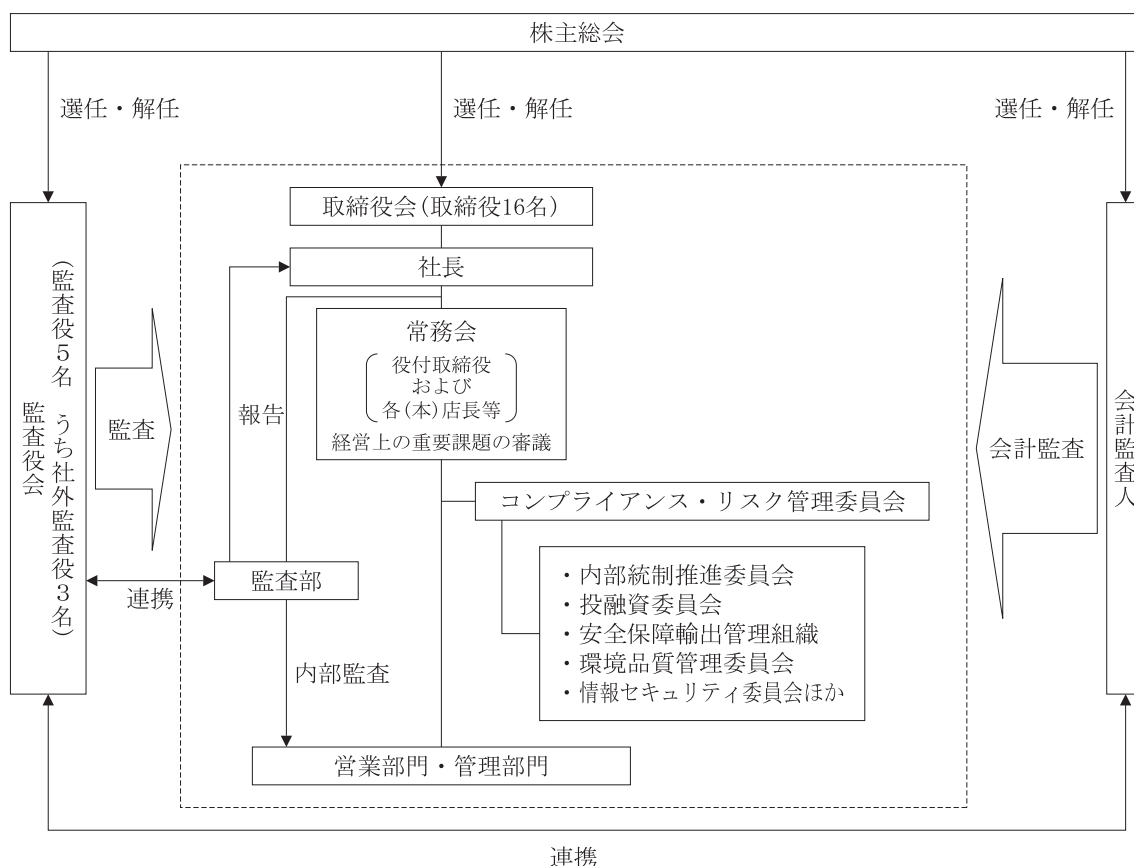 株主総会
選任・解任
選任・解任
選任・解任
取締役会(取締役16名)
社長
常務会
役付取締役
および
各(本)店長等
経営上の重要課題の審議
報告
監査役会
(監査役5名　うち社外監査役3名)
監査
会計監査
会計監査人
コンプライアンス・リスク管理委員会
監査部
連携
・内部統制推進委員会
・投融資委員会
・安全保障輸出管理組織
・環境品質管理委員会
・情報セキュリティ委員会ほか
内部監査
営業部門・管理部門
連携